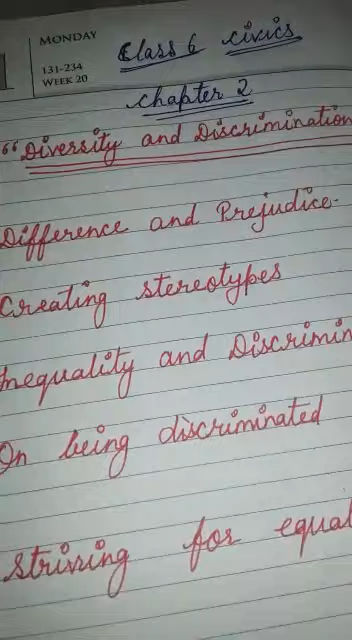 MONDAY
Class 6 civics
131-234
WEEK 20
chapter 2
"Diversity and Discrimination
Difference and Prejudice-
Creating stereotypes
Inequality and Discrimin
On being discriminated
striving for equal